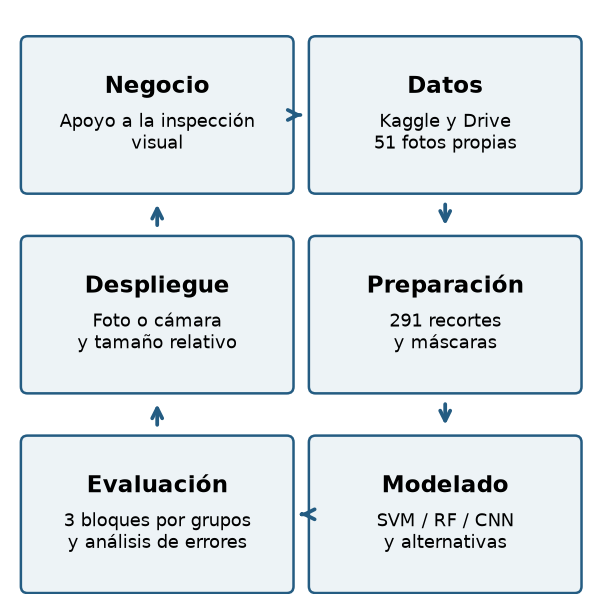 Negocio
Apoyo a la inspección
visual
Datos
Kaggle y Drive
51 fotos propias
Despliegue
Foto o cámara
y tamaño relativo
Preparación
291 recortes
y máscaras
Evaluación
3 bloques por grupos
y análisis de errores
Modelado
SVM / RF / CNN
y alternativas